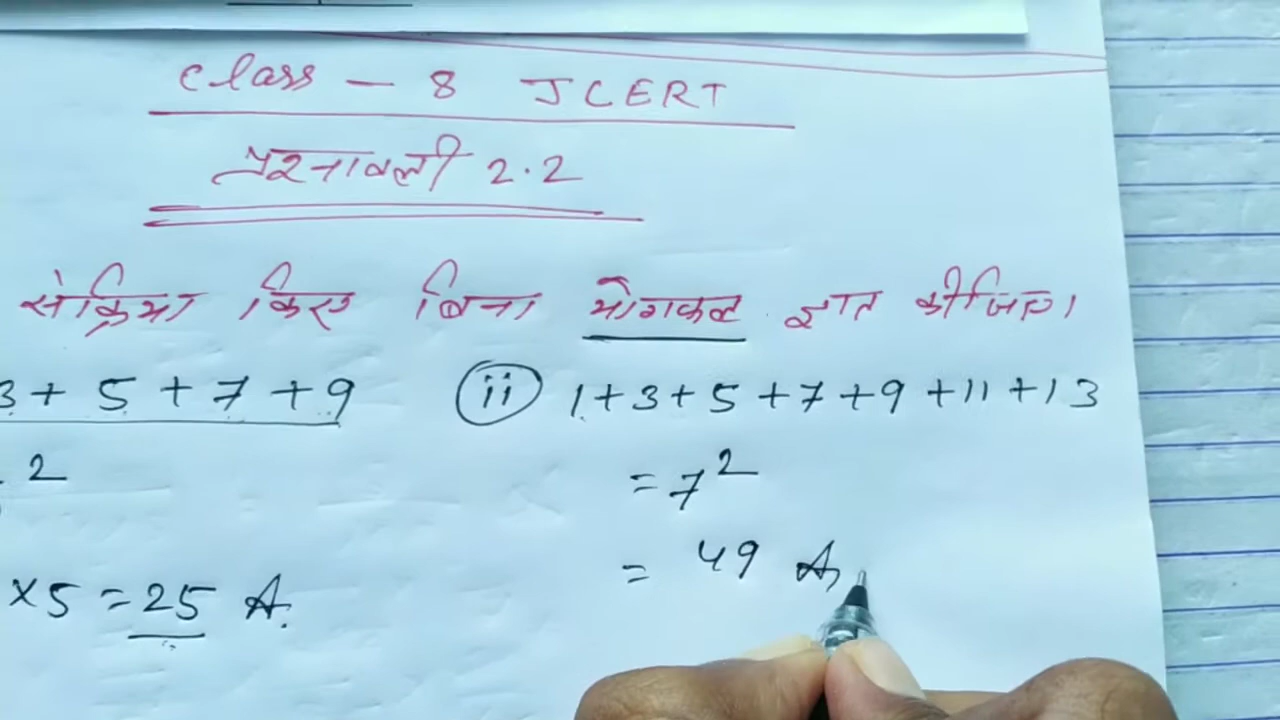 Class - 8 JCERT
प्रश्नावली 2.2
संक्रिया किए बिना योगफल ज्ञात कीजिए।
3 + 5 + 7 + 9
(ii) 1 + 3 + 5 + 7 + 9 + 11 + 13
2
= 7²
= 49 A
×5 = 25 A.